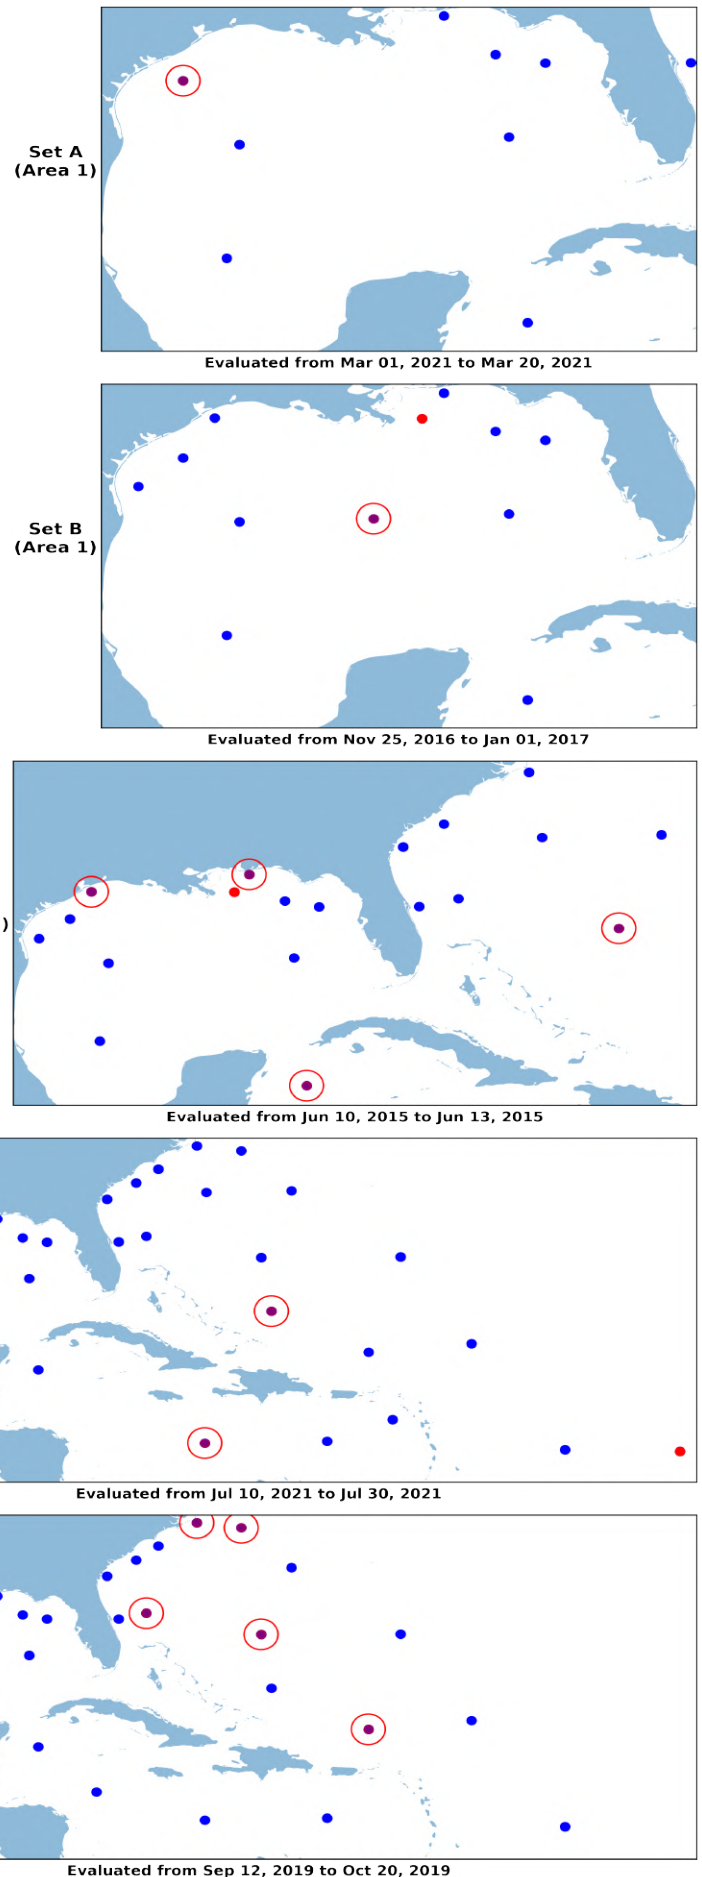 Set A
(Area 1)
Evaluated from Mar 01, 2021 to Mar 20, 2021
Set B
(Area 1)
Evaluated from Nov 25, 2016 to Jan 01, 2017
)
Evaluated from Jun 10, 2015 to Jun 13, 2015
Evaluated from Jul 10, 2021 to Jul 30, 2021
Evaluated from Sep 12, 2019 to Oct 20, 2019